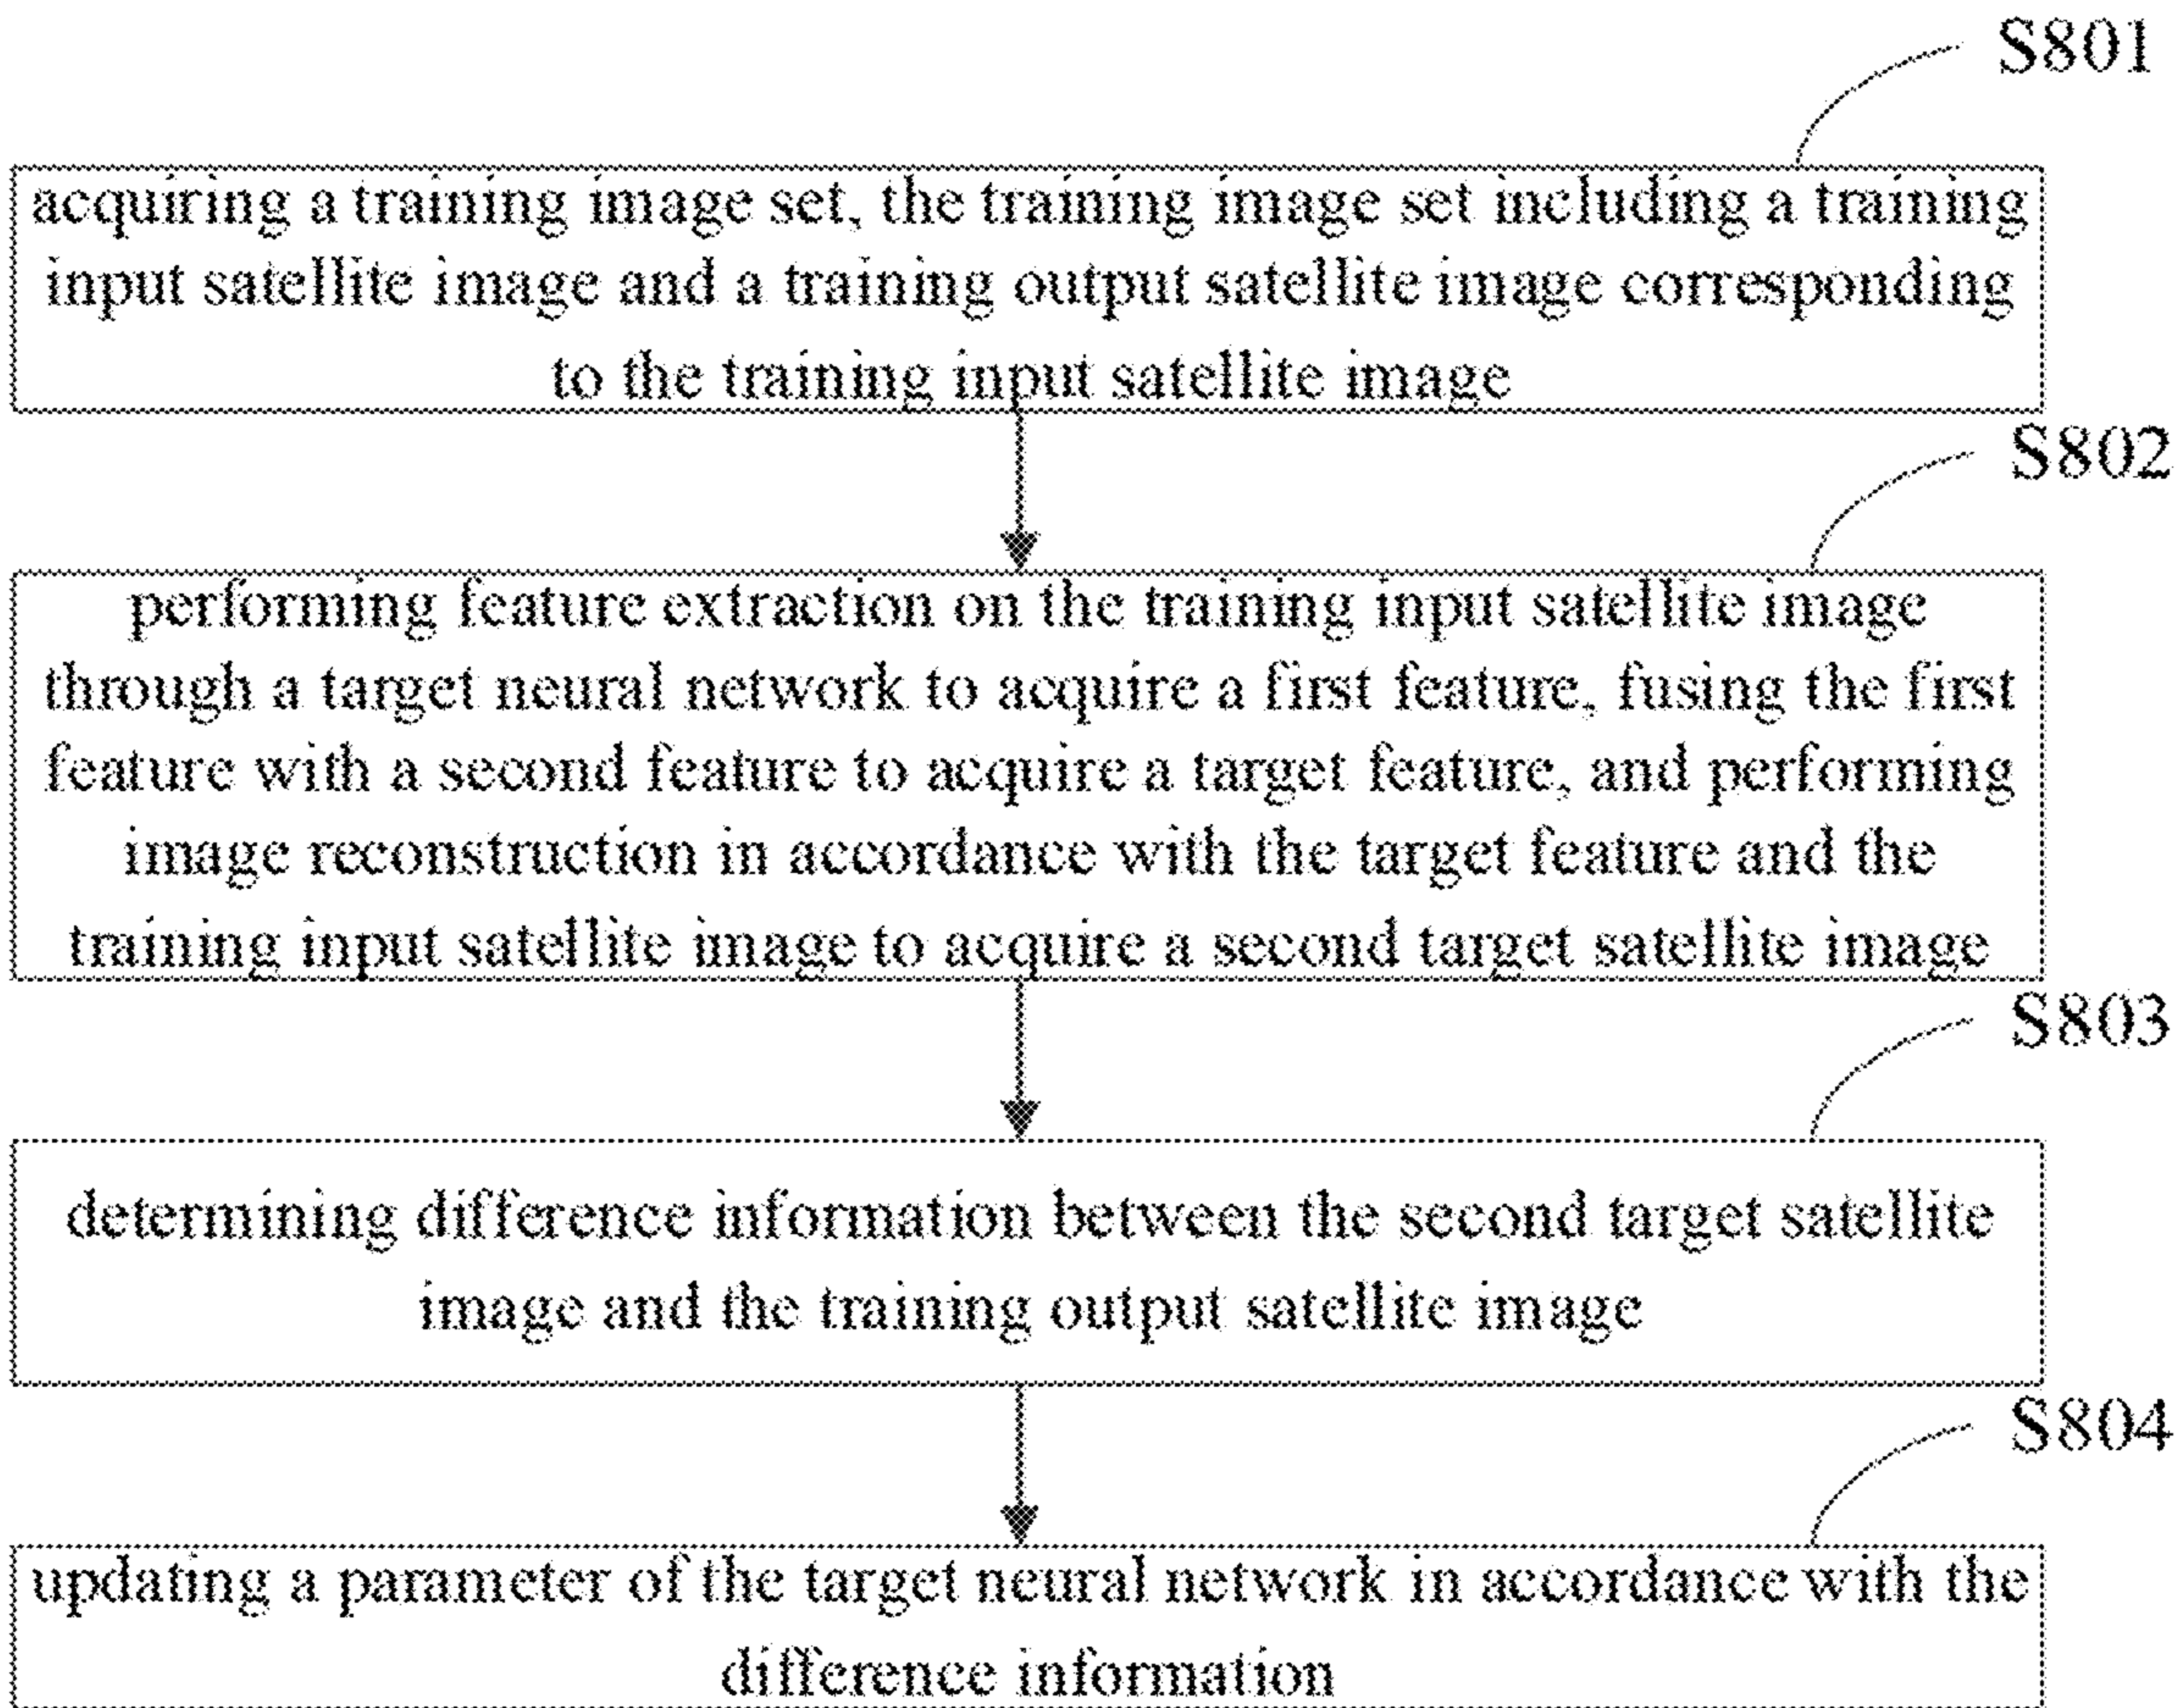 S801
acquiring a training image set, the training image set including a training
input satellite image and a training output satellite image corresponding
to the training input satellite image
S802
performing feature extraction on the training input satellite image
through a target neural network to acquire a first feature, fusing the first
feature with a second feature to acquire a target feature, and performing
image reconstruction in accordance with the target feature and the
training input satellite image to acquire a second target satellite image
S803
determining difference information between the second target satellite
image and the training output satellite image
S804
updating a parameter of the target neural network in accordance with the
difference information